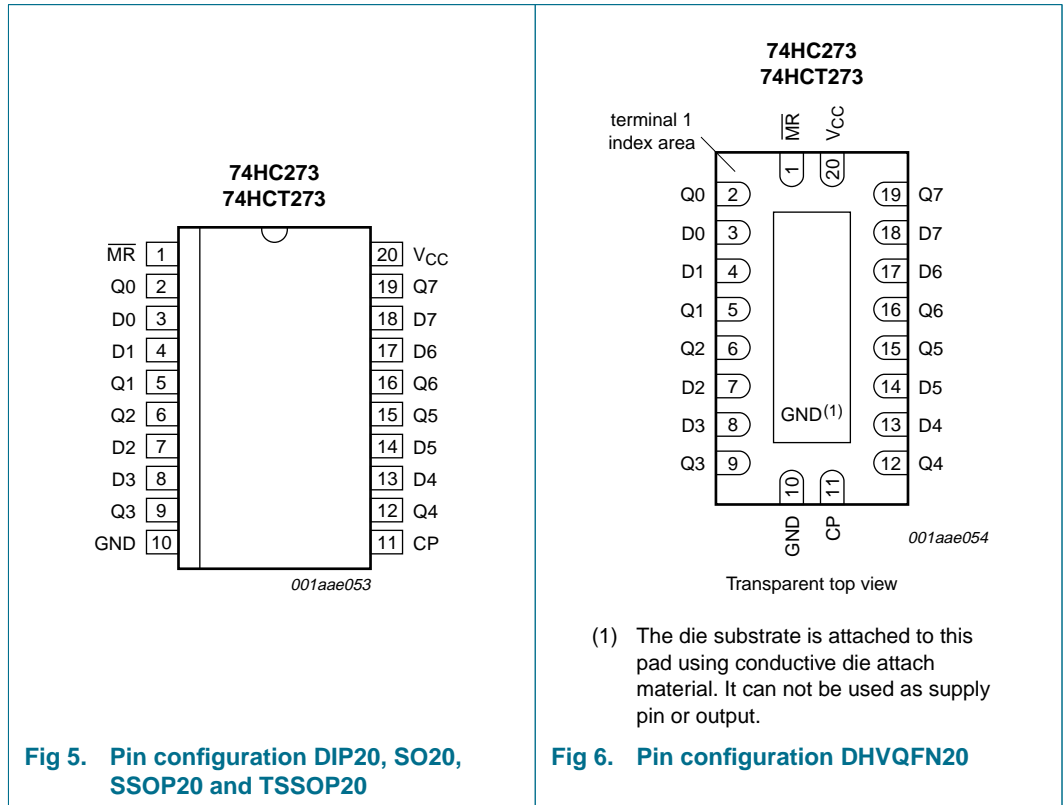 74HC273
74HCT273
MR 1
Q0 2
D0 3
D1 4
Q1 5
Q2 6
D2 7
D3 8
Q3 9
GND 10
20 VCC
19 Q7
18 D7
17 D6
16 Q6
15 Q5
14 D5
13 D4
12 Q4
11 CP
001aae053
Fig 5. Pin configuration DIP20, SO20,
SSOP20 and TSSOP20
74HC273
74HCT273
terminal 1
index area
MR
VCC
1
20
Q0 2
D0 3
D1 4
Q1 5
Q2 6
D2 7
D3 8
Q3 9
19 Q7
18 D7
17 D6
16 Q6
15 Q5
14 D5
13 D4
12 Q4
GND(1)
10
11
GND
CP
001aae054
Transparent top view
(1) The die substrate is attached to this
pad using conductive die attach
material. It can not be used as supply
pin or output.
Fig 6. Pin configuration DHVQFN20